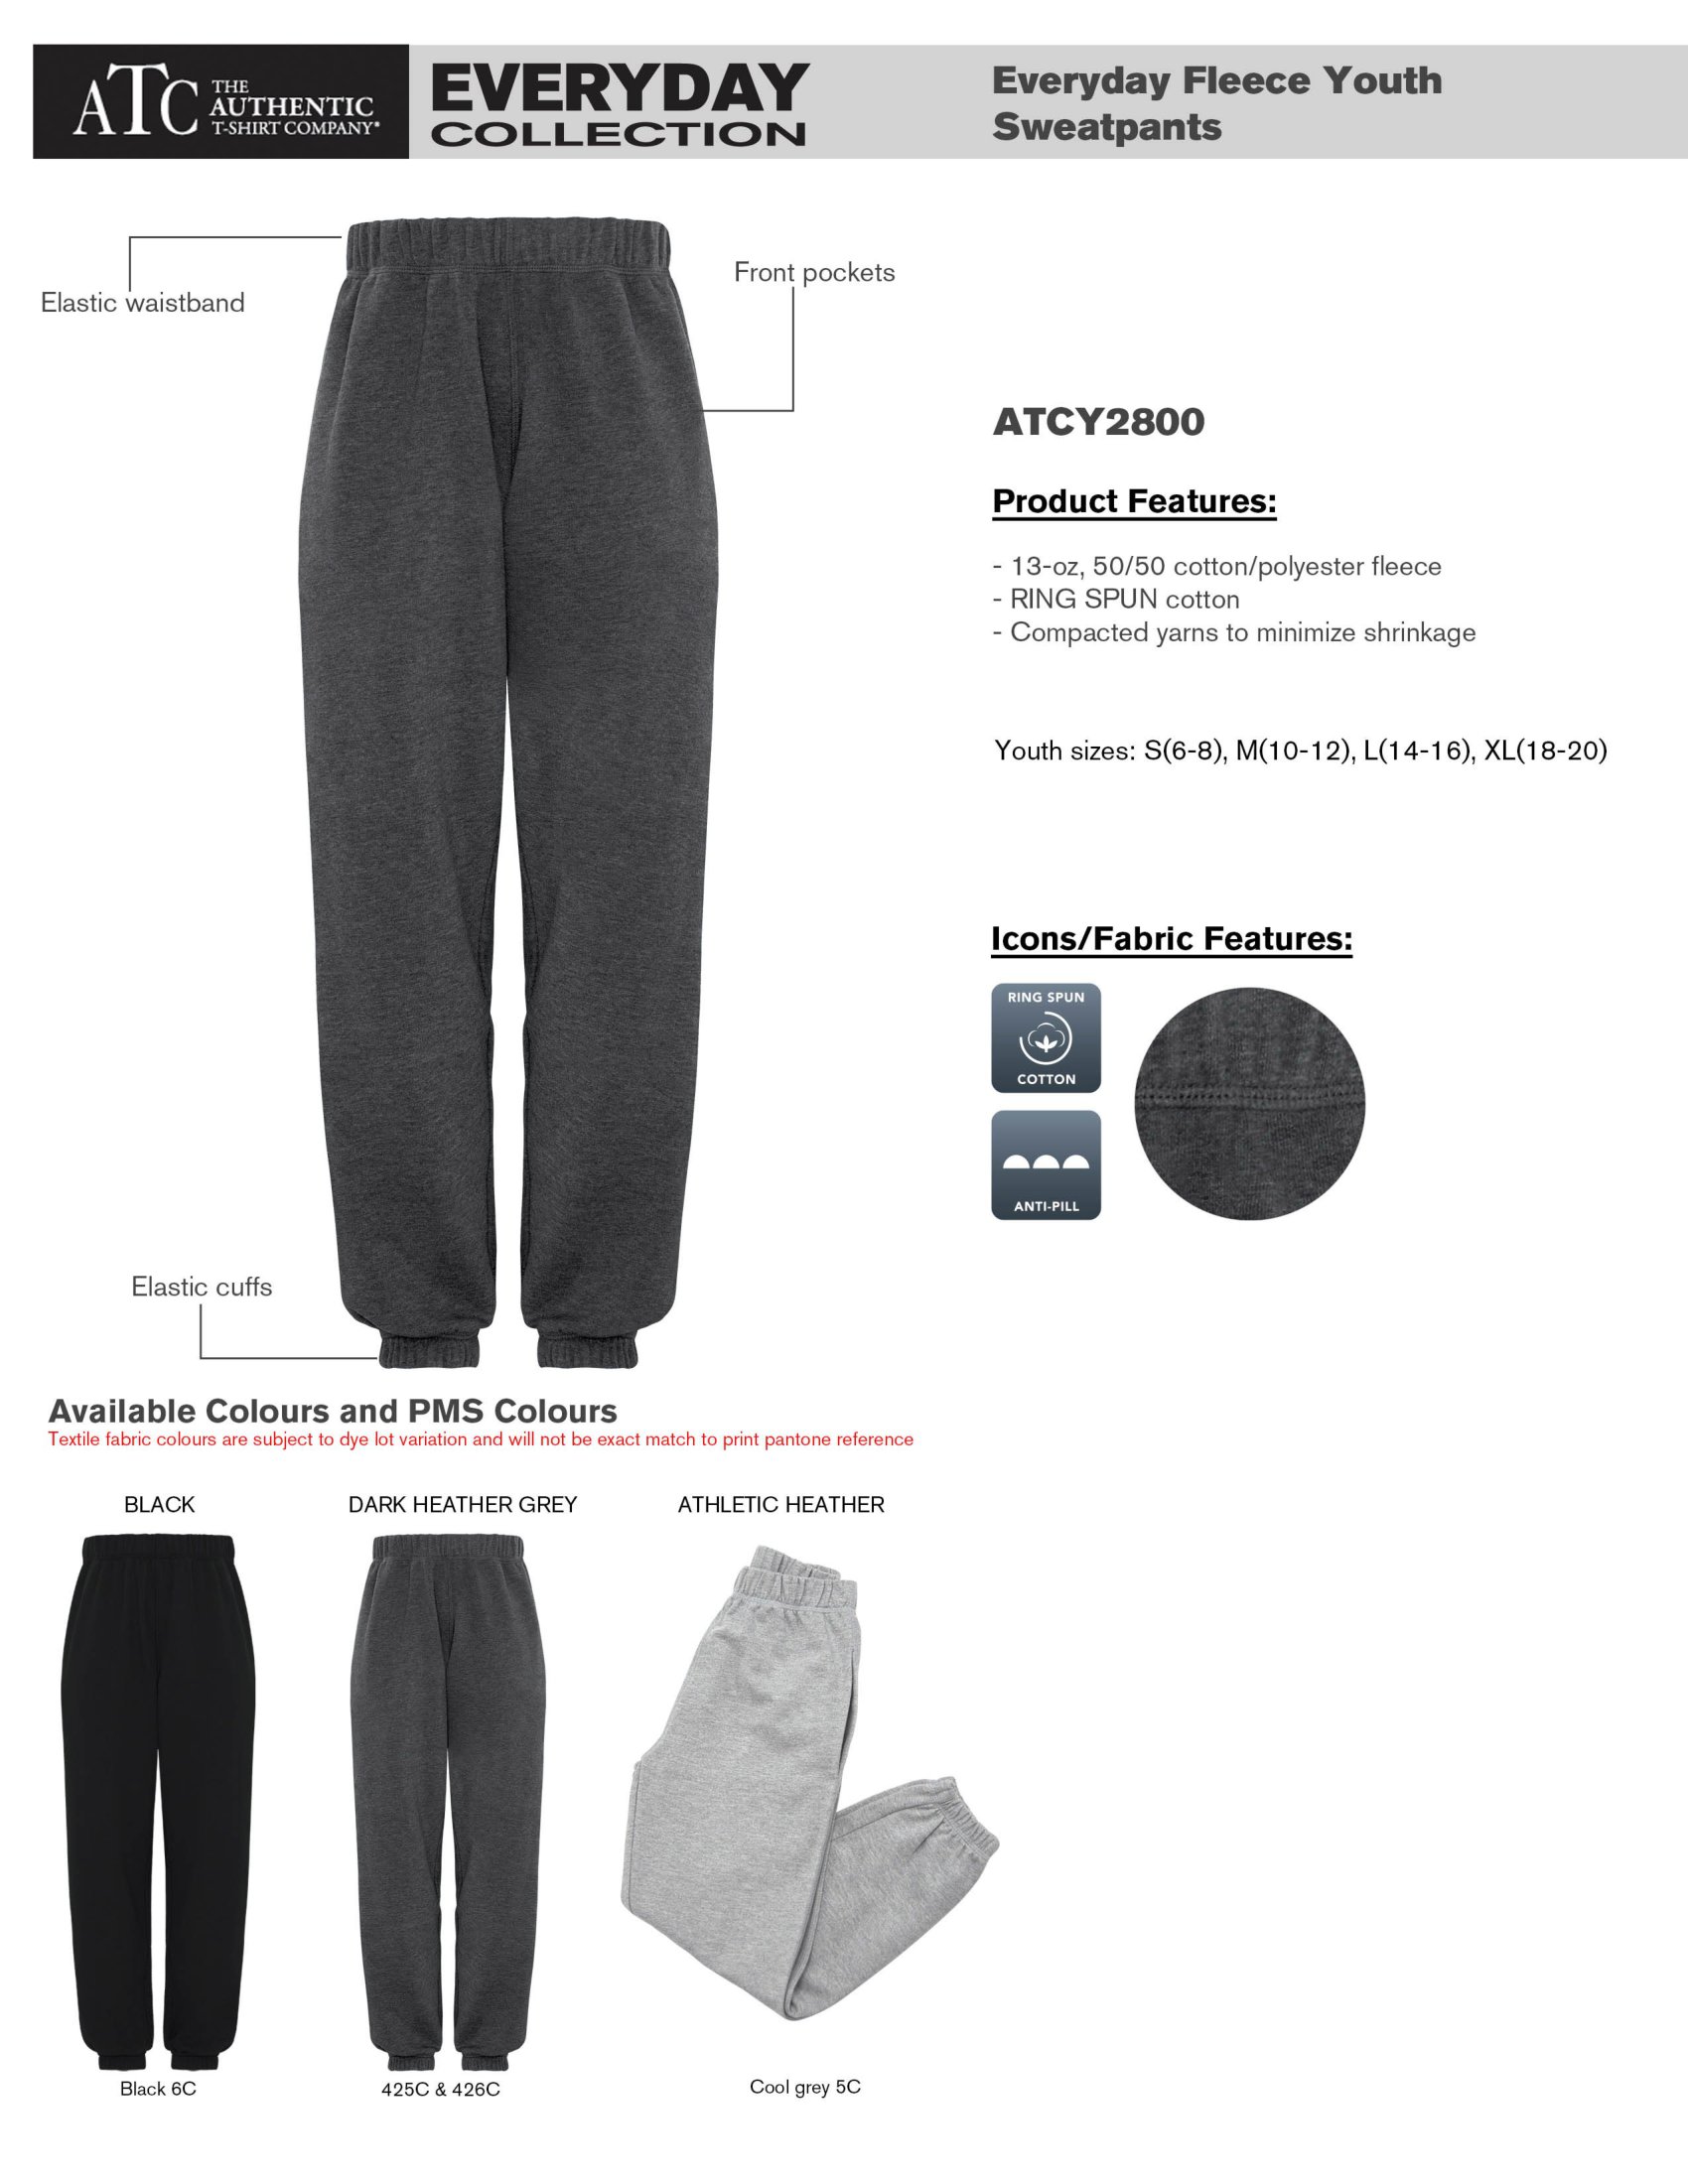 ATC THE
AUTHENTIC
T-SHIRT COMPANY®
EVERYDAY
COLLECTION
Everyday Fleece Youth
Sweatpants
Elastic waistband
Front pockets
ATCY2800
Product Features:
- 13-oz, 50/50 cotton/polyester fleece
- RING SPUN cotton
- Compacted yarns to minimize shrinkage
Youth sizes: S(6-8), M(10-12), L(14-16), XL(18-20)
Icons/Fabric Features:
RING SPUN
COTTON
ANTI-PILL
Elastic cuffs
Available Colours and PMS Colours
Textile fabric colours are subject to dye lot variation and will not be exact match to print pantone reference
BLACK
DARK HEATHER GREY
ATHLETIC HEATHER
Black 6C
425C & 426C
Cool grey 5C